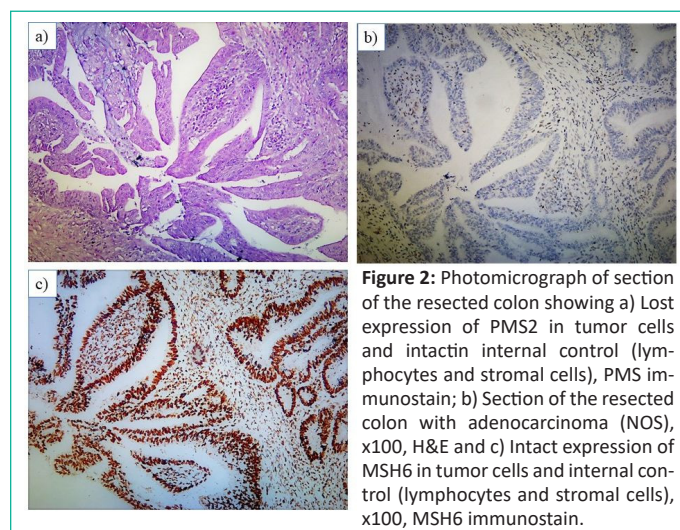 a)
b)
c)
Figure 2: Photomicrograph of section
of the resected colon showing a) Lost
expression of PMS2 in tumor cells
and intactin internal control (lym-
phocytes and stromal cells), PMS im-
munostain; b) Section of the resected
colon with adenocarcinoma (NOS),
x100, H&E and c) Intact expression of
MSH6 in tumor cells and internal con-
trol (lymphocytes and stromal cells),
x100, MSH6 immunostain.